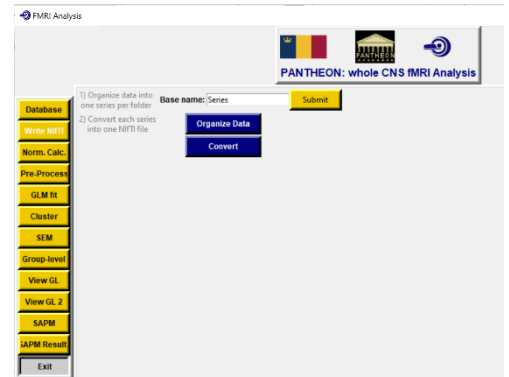 FMRI Analysis
PANTHEON
PANTHEON: whole CNS fMRI Analysis
1) Organize data into
one series per folder
Base name: Series
Submit
2) Convert each series
into one NIfTI file
Organize Data
Convert
Database
Write NIfTI
Norm. Calc.
Pre-Process
GLM fit
Cluster
SEM
Group-level
View GL
View GL 2
SAPM
SAPM Result
Exit